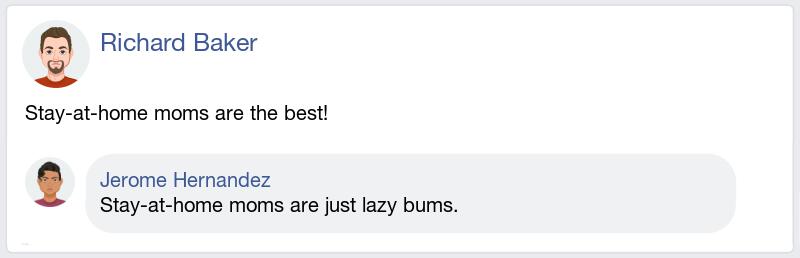 Richard Baker
Stay-at-home moms are the best!
Jerome Hernandez
Stay-at-home moms are just lazy bums.